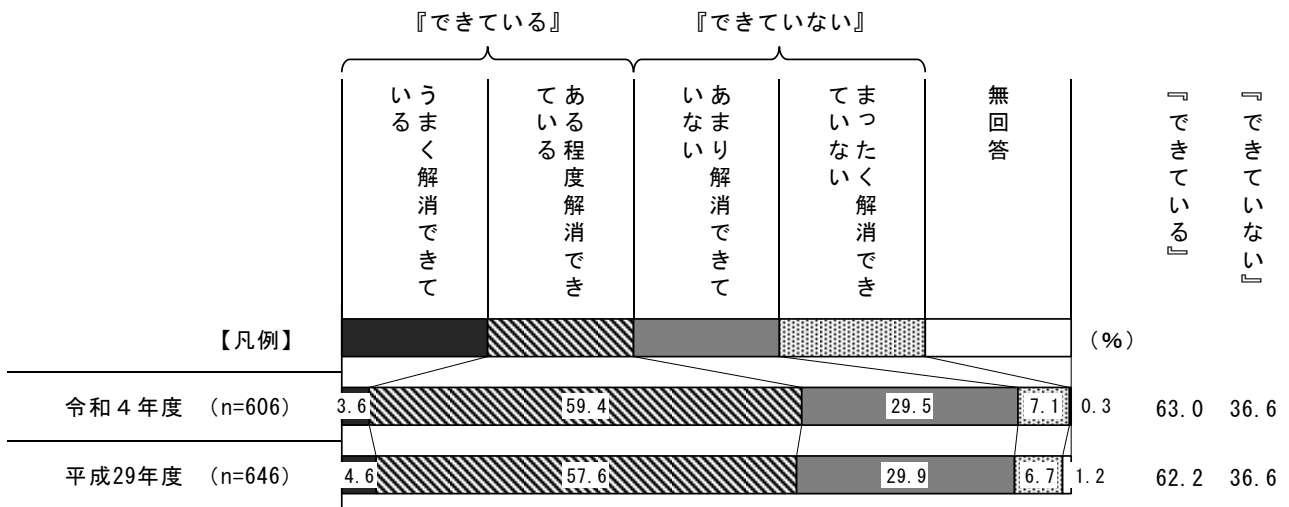 『できている』 『できていない』
うまく解消できて
いる
ある程度解消でき
ている
あまり解消できて
いない
まったく解消でき
ていない
無回答
『できている』
『できていない』
【凡例】 (%)
令和４年度 (n=606) 3.6 59.4 29.5 7.1 0.3 63.0 36.6
平成29年度 (n=646) 4.6 57.6 29.9 6.7 1.2 62.2 36.6